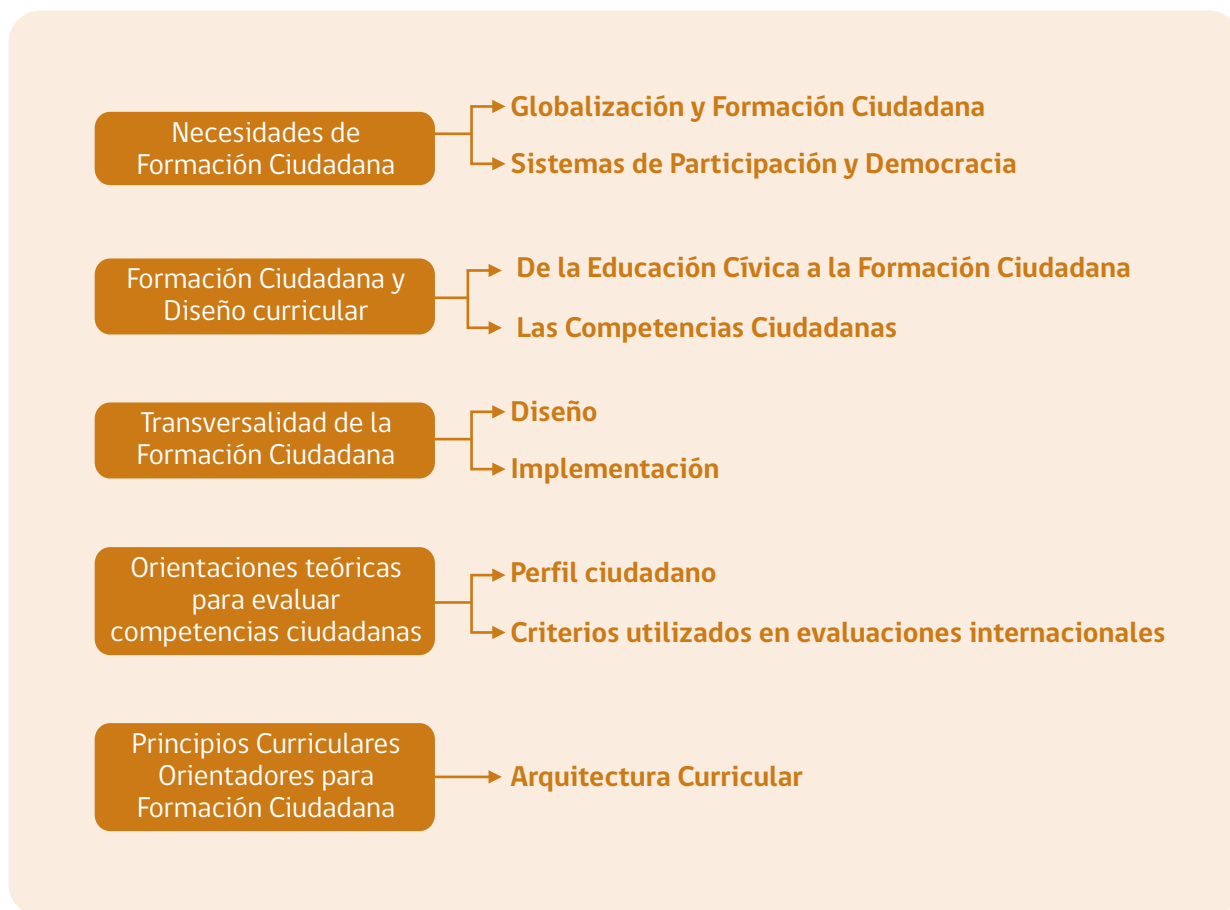 Necesidades de
Formación Ciudadana
Globalización y Formación Ciudadana
Sistemas de Participación y Democracia
Formación Ciudadana y
Diseño curricular
De la Educación Cívica a la Formación Ciudadana
Las Competencias Ciudadanas
Transversalidad de la
Formación Ciudadana
Diseño
Implementación
Orientaciones teóricas
para evaluar
competencias ciudadanas
Perfil ciudadano
Criterios utilizados en evaluaciones internacionales
Principios Curriculares
Orientadores para
Formación Ciudadana
Arquitectura Curricular